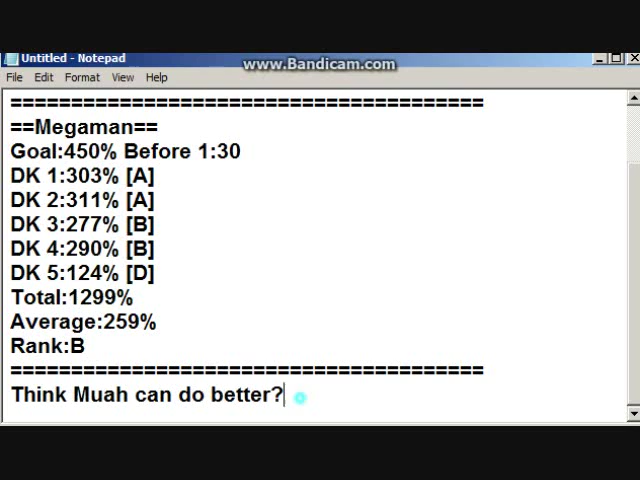 Untitled - Notepad
www.Bandicam.com
File Edit Format View Help
=======================================
==Megaman==
Goal:450% Before 1:30
DK 1:303% [A]
DK 2:311% [A]
DK 3:277% [B]
DK 4:290% [B]
DK 5:124% [D]
Total:1299%
Average:259%
Rank:B
=======================================
Think Muah can do better?